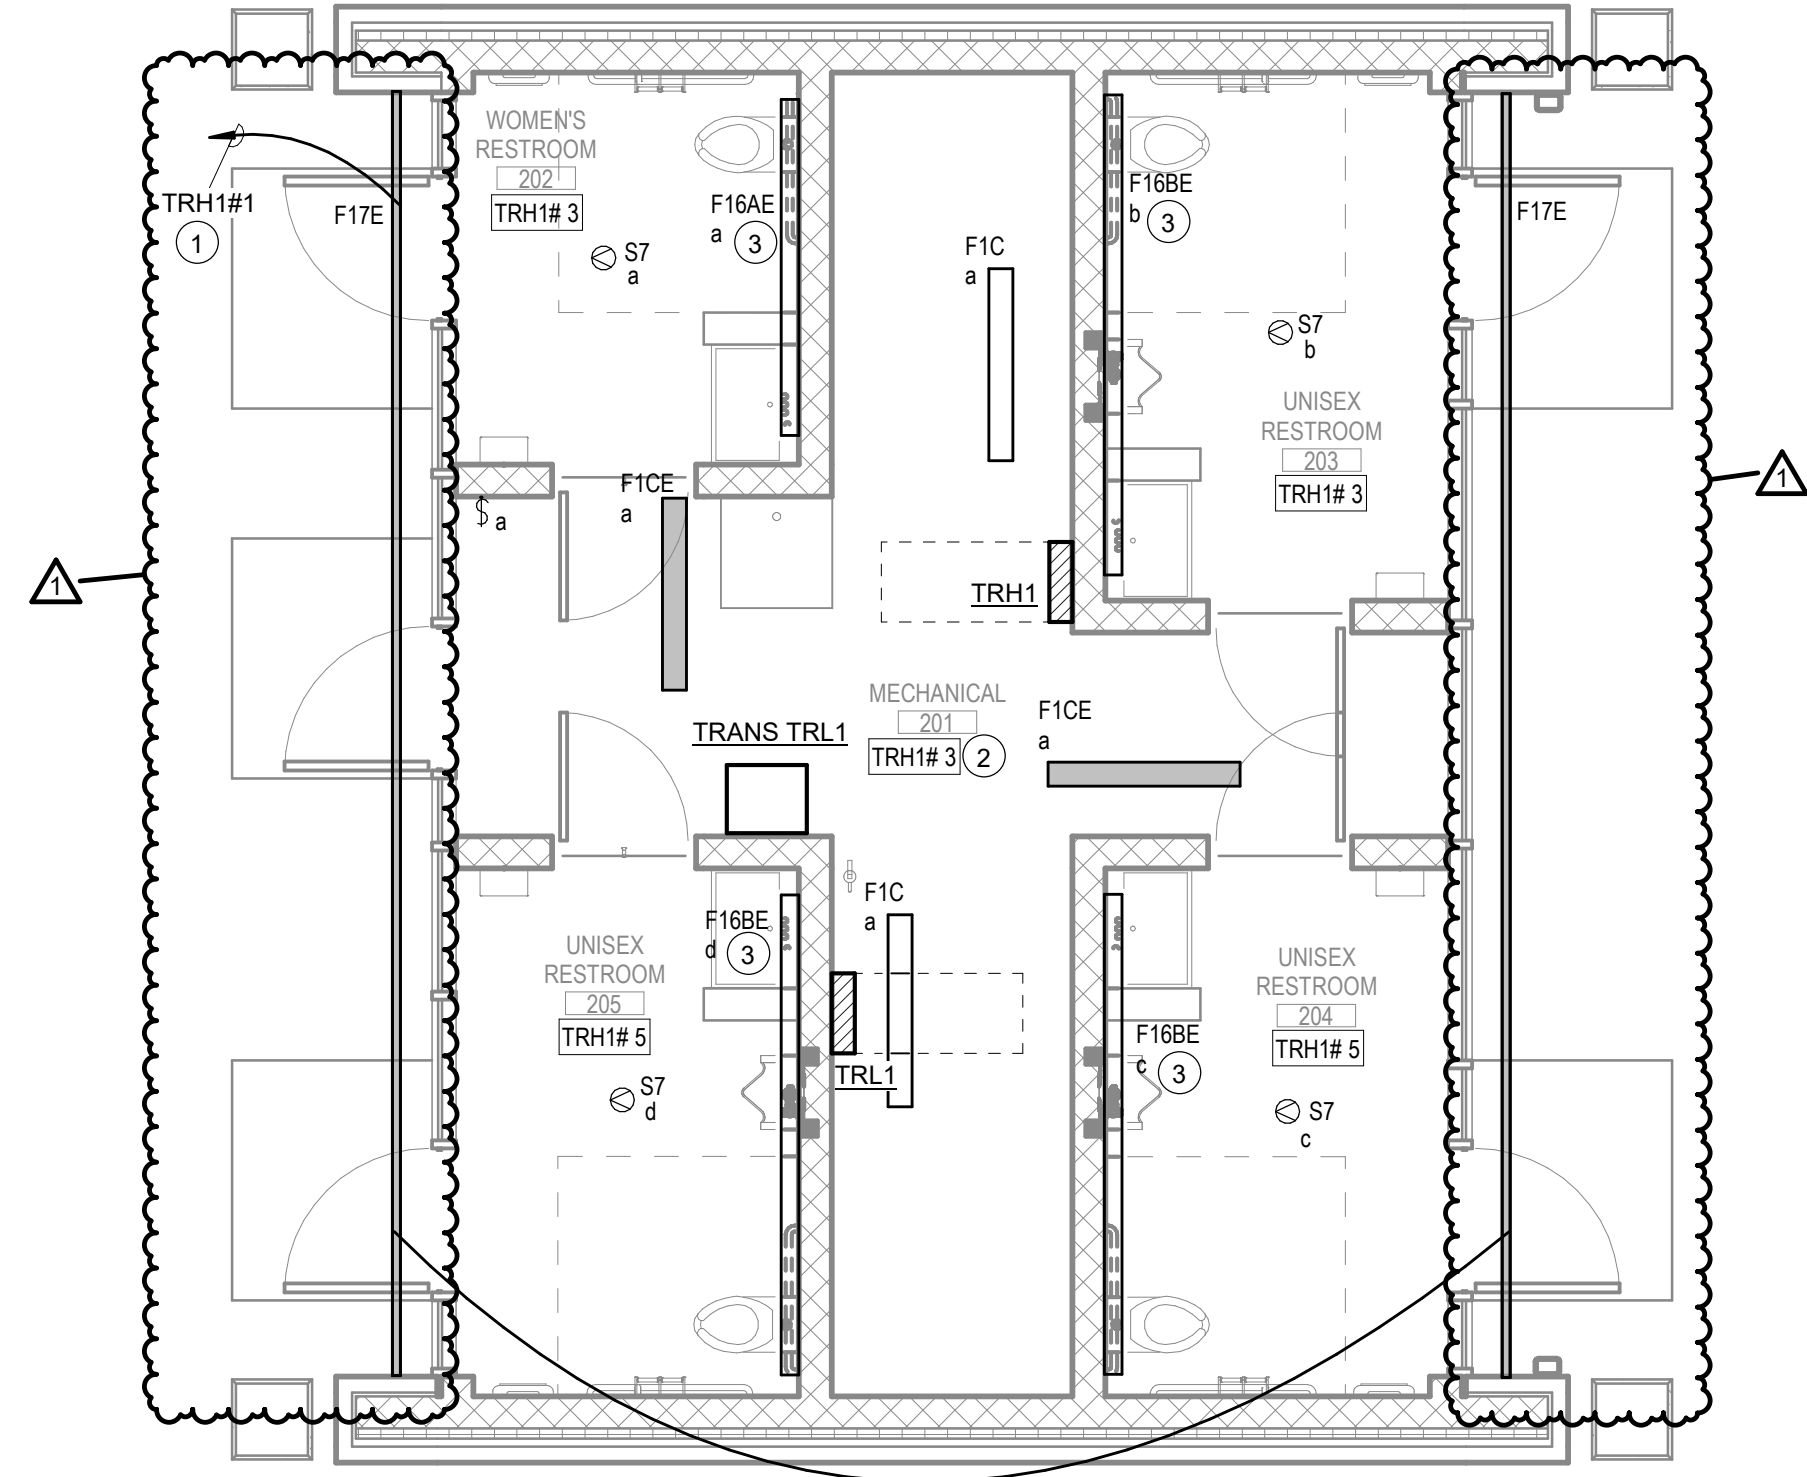 WOMEN'S
RESTROOM
202
TRH1# 3
TRH1#1
1
F17E
F16AE
a
3
S7
a
F1C
a
F16BE
b
3
S7
b
F17E
UNISEX
RESTROOM
203
TRH1# 3
1
F1CE
a
$ a
1
TRH1
MECHANICAL
201
TRH1# 3
2
TRANS TRL1
F1CE
a
F1C
a
F16BE
d
3
UNISEX
RESTROOM
205
TRH1# 5
UNISEX
RESTROOM
204
TRH1# 5
F16BE
c
3
TRL1
S7
d
S7
c